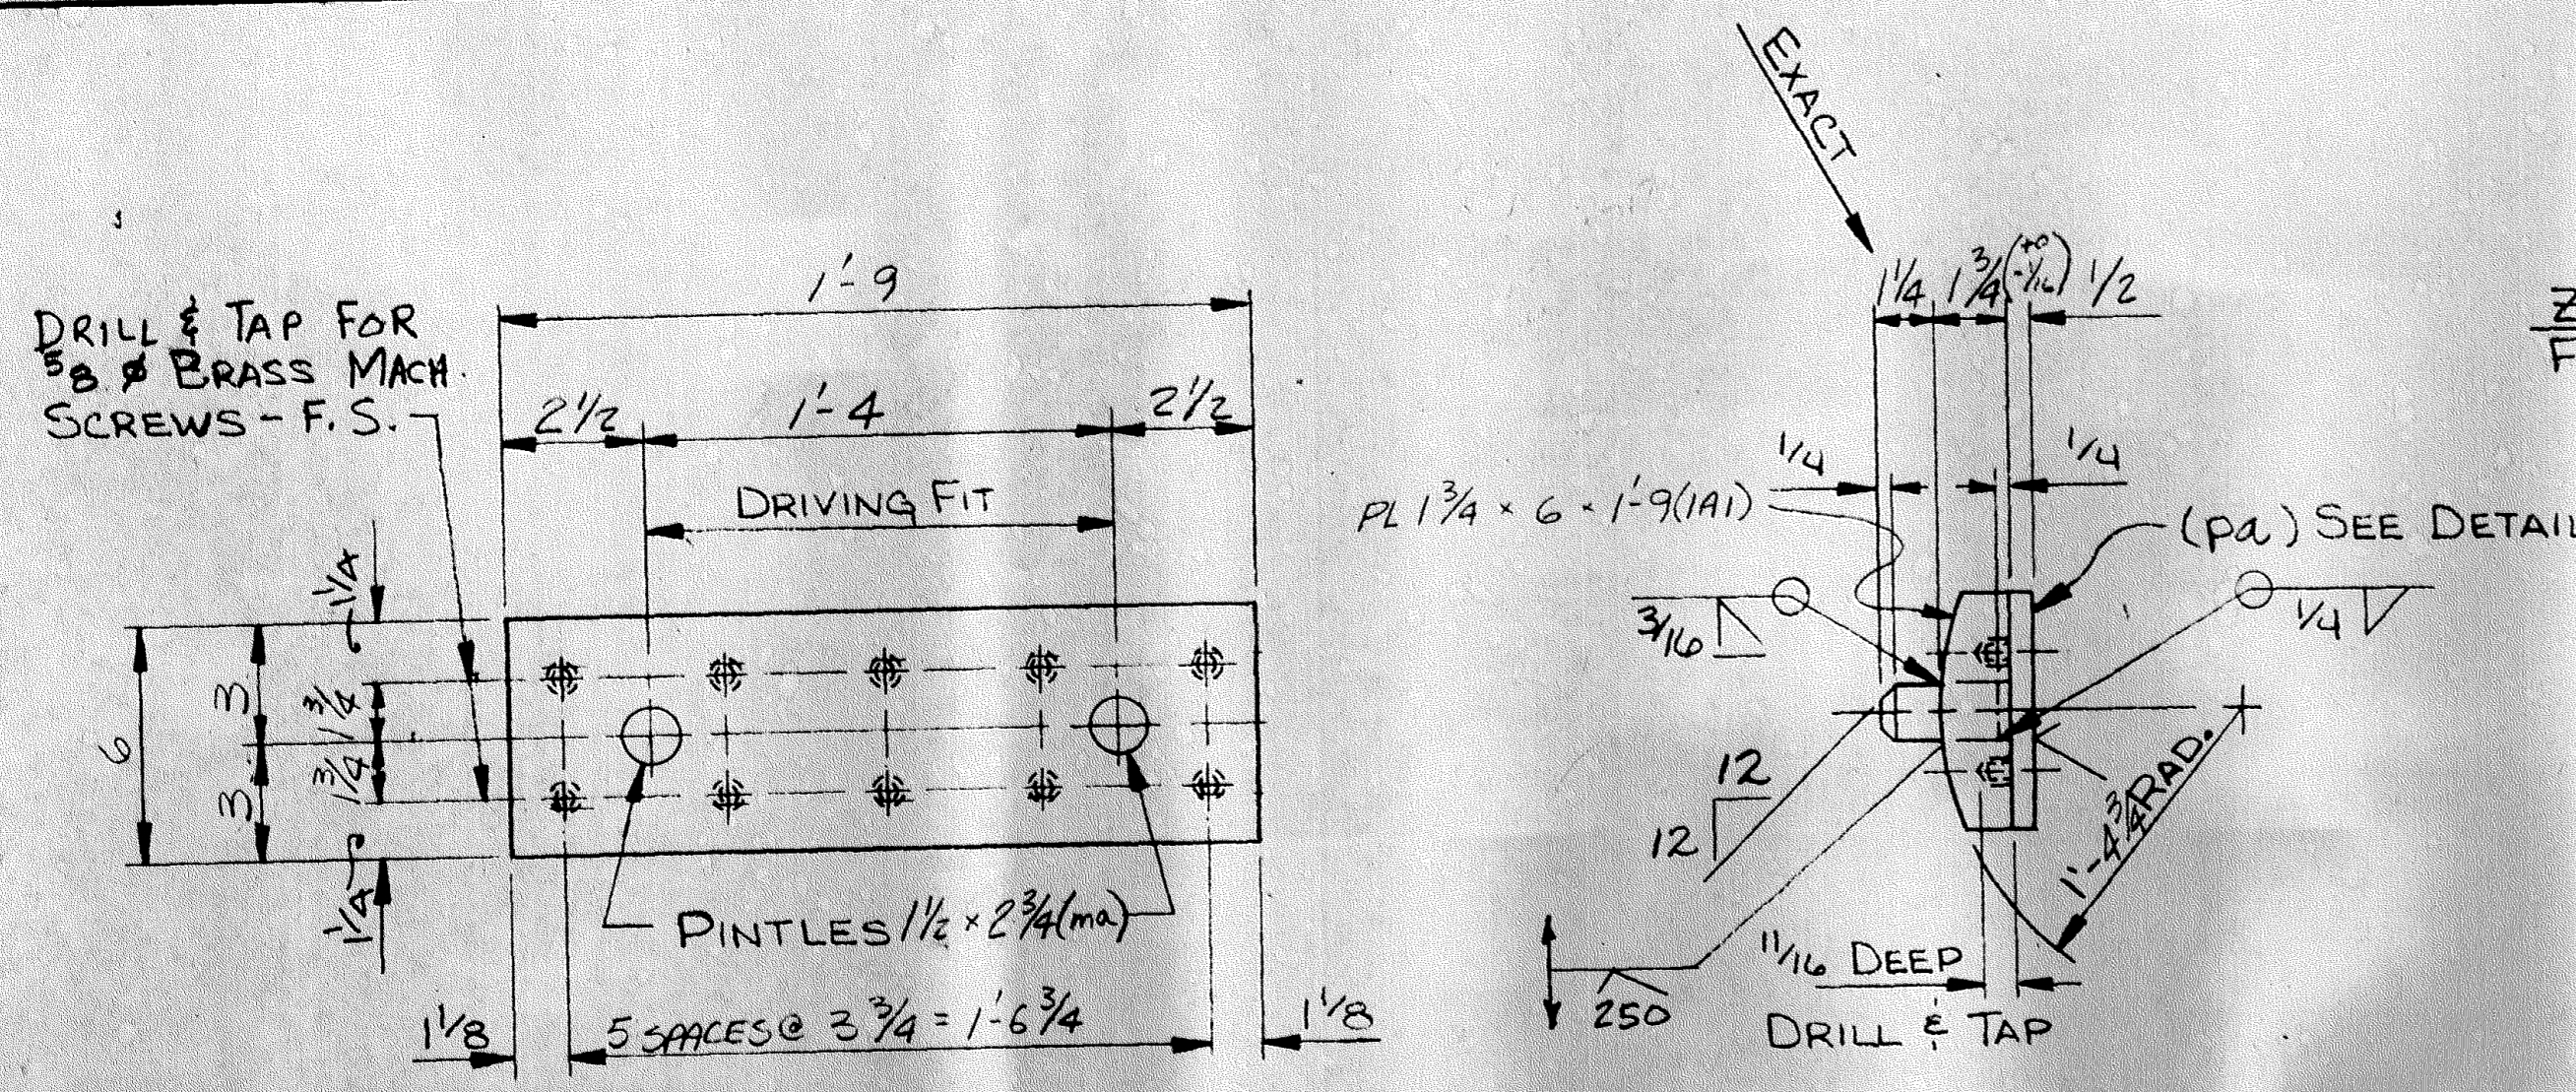 EXACT
1'-9
1 1/4 1 3/4 (+0 -1/16) 1/2
DRILL & TAP FOR
5/8 ø BRASS MACH.
SCREWS - F. S.
2 1/2 1'-4 2 1/2
DRIVING FIT
1/4 1/4
PL 1 3/4 × 6 × 1'-9 (1A1)
(pa) SEE DETAIL
1 1/4
3/16
1/4
6
3
1 3/4
3
1 3/4
1 1/4
12
12
1'-4 3/4 RAD.
PINTLES 1 1/2 × 2 3/4 (ma)
11/16 DEEP
DRILL & TAP
250
1 1/8 5 SPACES @ 3 3/4 = 1'-6 3/4 1 1/8